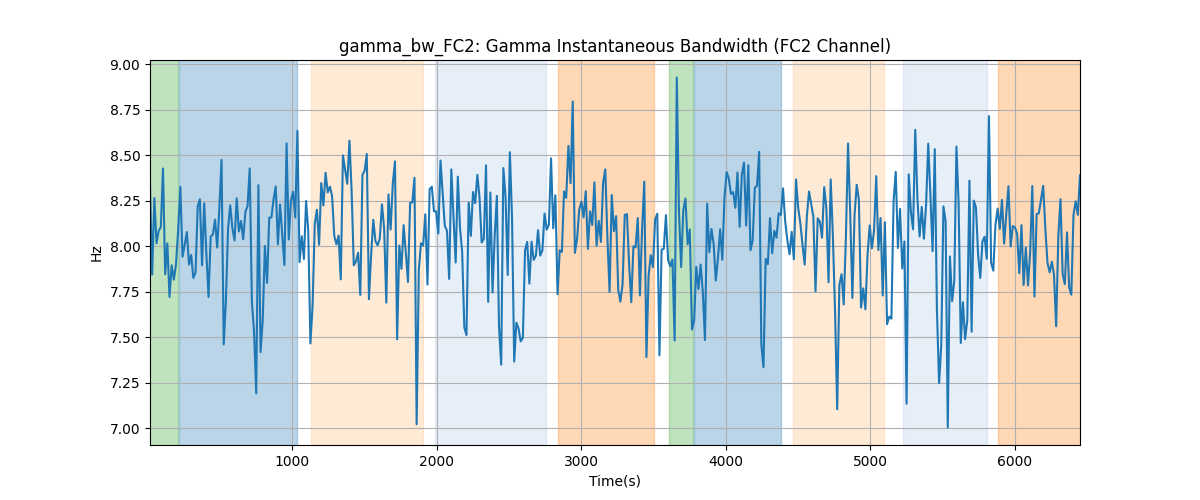 gamma_bw_FC2: Gamma Instantaneous Bandwidth (FC2 Channel)
9.00
8.75
8.50
8.25
8.00
7.75
7.50
7.25
7.00
Hz
1000 2000 3000 4000 5000 6000
Time(s)